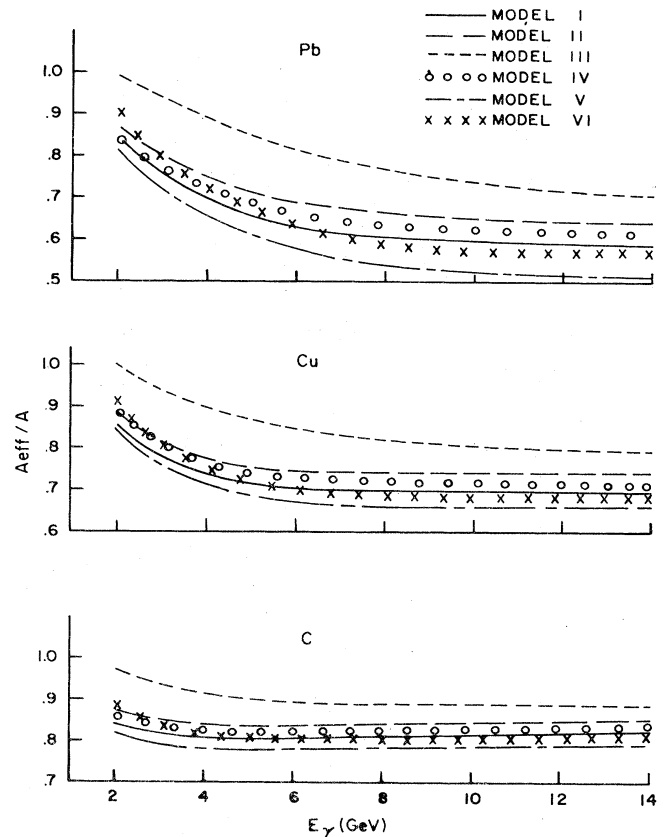 MODEL I
MODEL II
MODEL III
MODEL IV
MODEL V
MODEL VI
Pb
1.0
.9
.8
.7
.6
.5
Cu
1.0
.9
.8
.7
.6
Aeff/A
C
1.0
.9
.8
.7
2 4 6 8 10 12 14
Eγ (GeV)